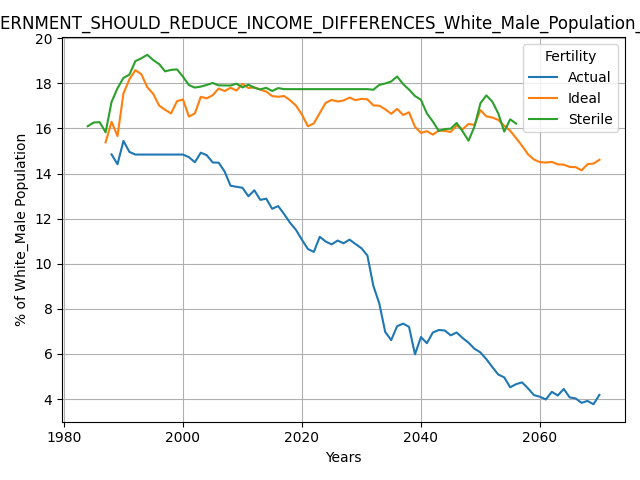 ERNMENT_SHOULD_REDUCE_INCOME_DIFFERENCES_White_Male_Population_
20
18
16
14
12
10
8
6
4
% of White_Male Population
Fertility
Actual
Ideal
Sterile
1980
2000
2020
2040
2060
Years